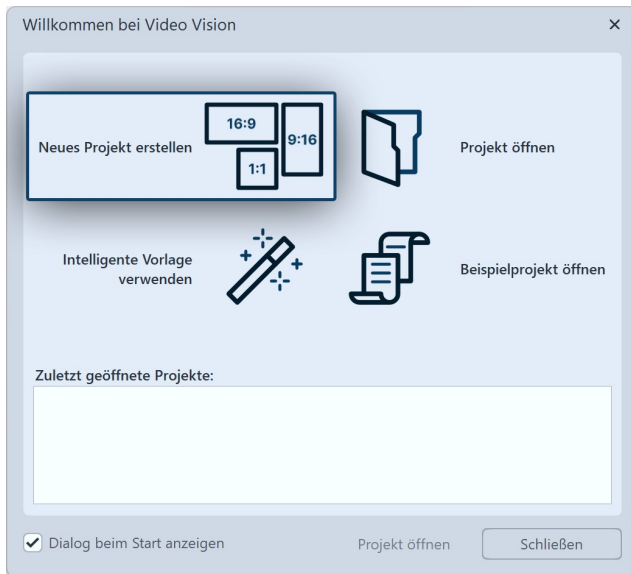 Willkommen bei Video Vision
Neues Projekt erstellen
16:9
9:16
1:1
Projekt öffnen
Intelligente Vorlage
verwenden
Beispielprojekt öffnen
Zuletzt geöffnete Projekte:
Dialog beim Start anzeigen
Projekt öffnen
Schließen